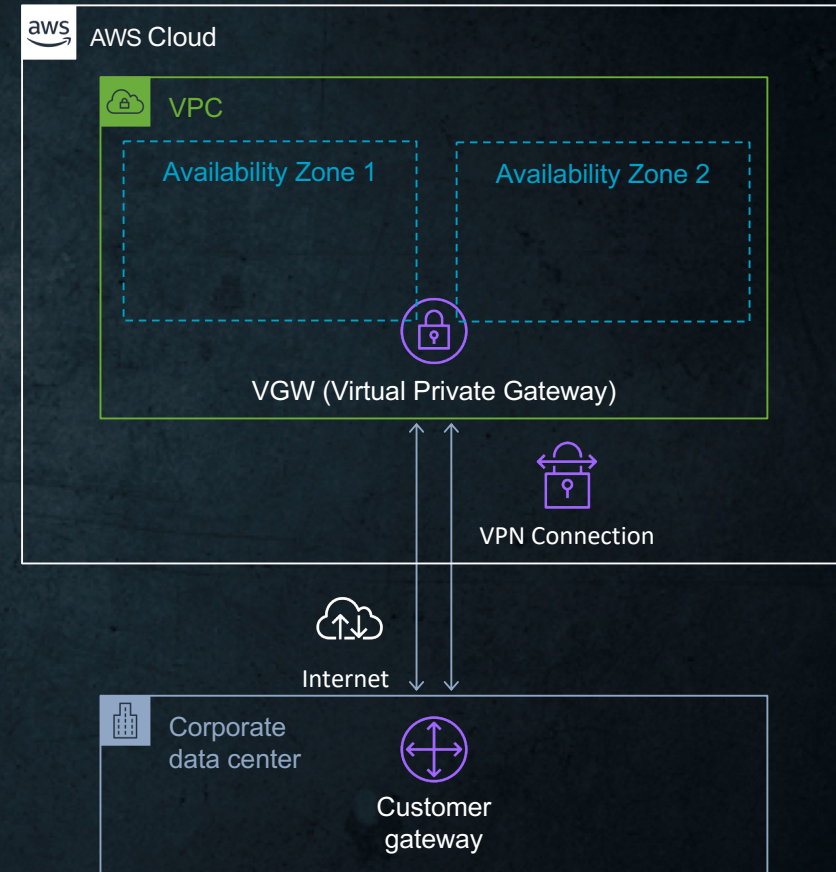 aws
AWS Cloud
VPC
Availability Zone 1
Availability Zone 2
VGW (Virtual Private Gateway)
VPN Connection
Internet
Corporate
data center
Customer
gateway